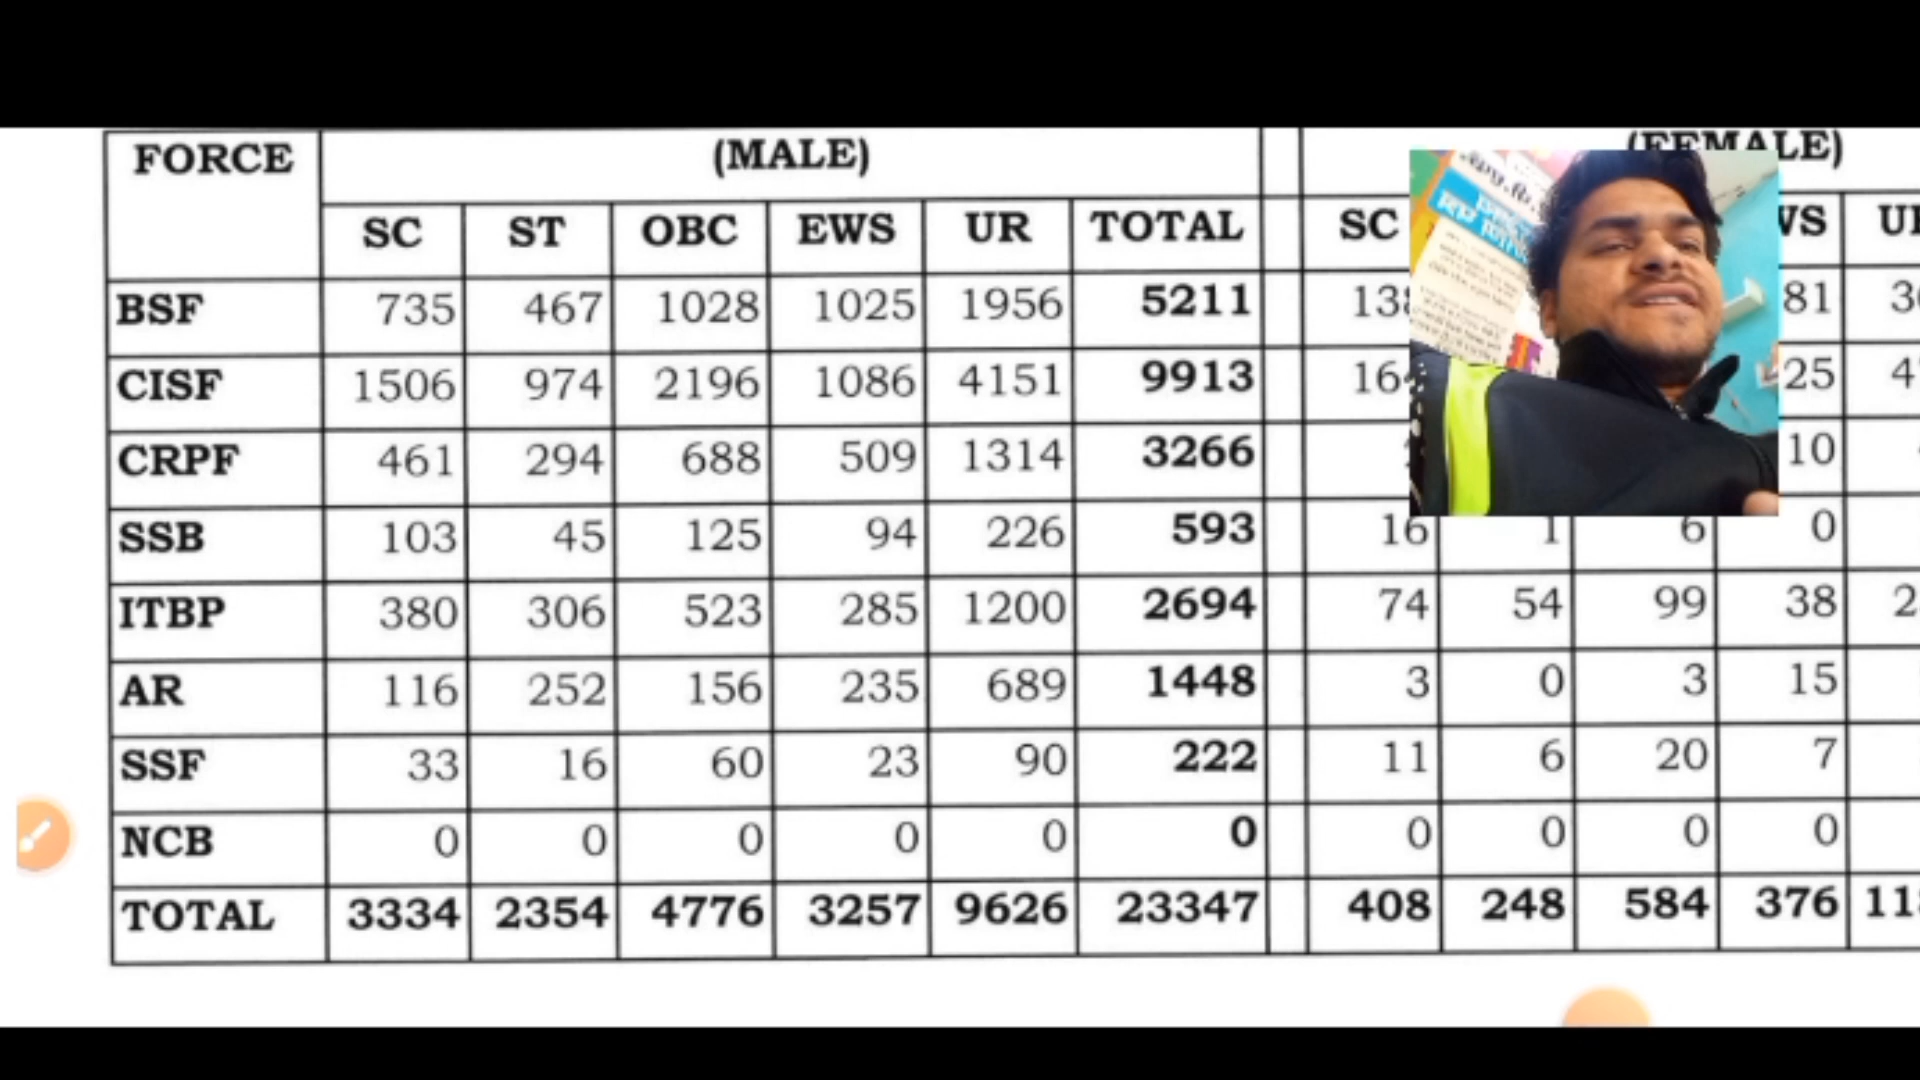 FORCE (MALE) (FEMALE)
SC ST OBC EWS UR TOTAL SC
BSF 735 467 1028 1025 1956 5211
CISF 1506 974 2196 1086 4151 9913
CRPF 461 294 688 509 1314 3266 10
SSB 103 45 125 94 226 593 16 1 6 0
ITBP 380 306 523 285 1200 2694 74 54 99 38
AR 116 252 156 235 689 1448 3 0 3 15
SSF 33 16 60 23 90 222 11 6 20 7
NCB 0 0 0 0 0 0 0 0 0 0
TOTAL 3334 2354 4776 3257 9626 23347 408 248 584 376